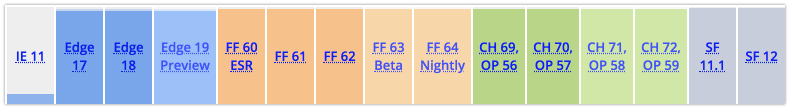 IE 11
Edge
17
Edge
18
Edge 19
Preview
FF 60
ESR
FF 61
FF 62
FF 63
Beta
FF 64
Nightly
CH 69,
OP 56
CH 70,
OP 57
CH 71,
OP 58
CH 72,
OP 59
SF
11.1
SF 12